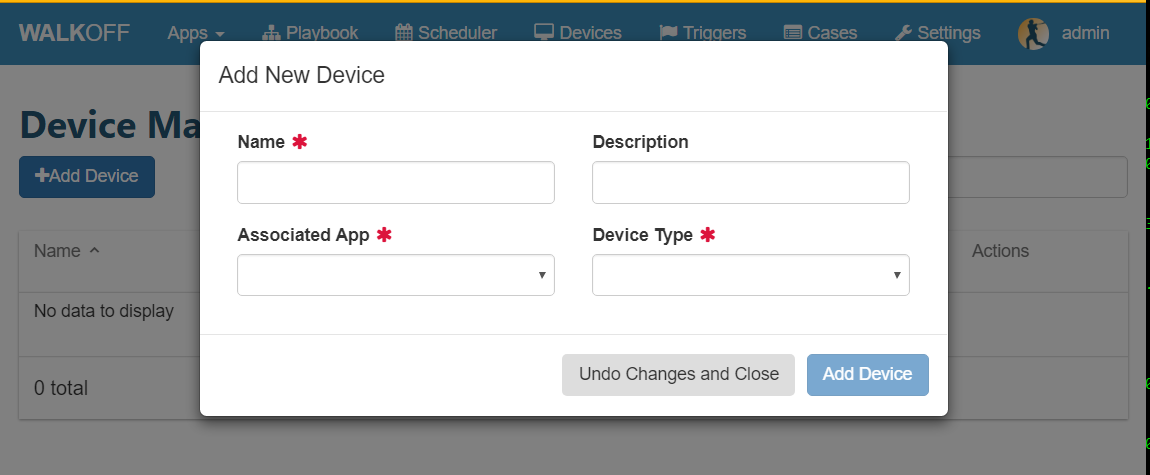 WALKOFF Apps Playbook Scheduler Devices Triggers Cases Settings admin
Add New Device
Device Ma
Name ✱ Description
+Add Device
Associated App ✱ Device Type ✱
Name Actions
No data to display
Undo Changes and Close Add Device
0 total